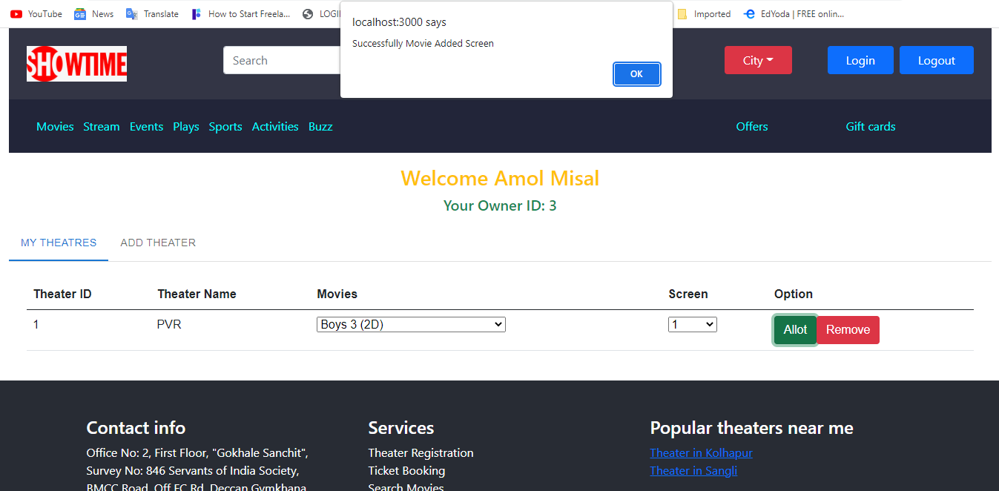 YouTube News Translate How to Start Freela... LOGI Imported EdYoda | FREE onlin...
localhost:3000 says
Successfully Movie Added Screen
OK
SHOWTIME Search City Login Logout
Movies Stream Events Plays Sports Activities Buzz Offers Gift cards
Welcome Amol Misal
Your Owner ID: 3
MY THEATRES ADD THEATER
Theater ID Theater Name Movies Screen Option
1 PVR Boys 3 (2D) 1 Allot Remove
Contact info Services Popular theaters near me
Office No: 2, First Floor, "Gokhale Sanchit", Theater Registration Theater in Kolhapur
Survey No: 846 Servants of India Society, Ticket Booking Theater in Sangli
BMCC Road, Off FC Rd, Deccan Gymkhana, Search Movies